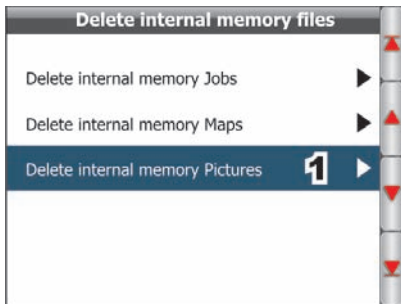 Delete internal memory files
Delete internal memory Jobs
Delete internal memory Maps
Delete internal memory Pictures 1